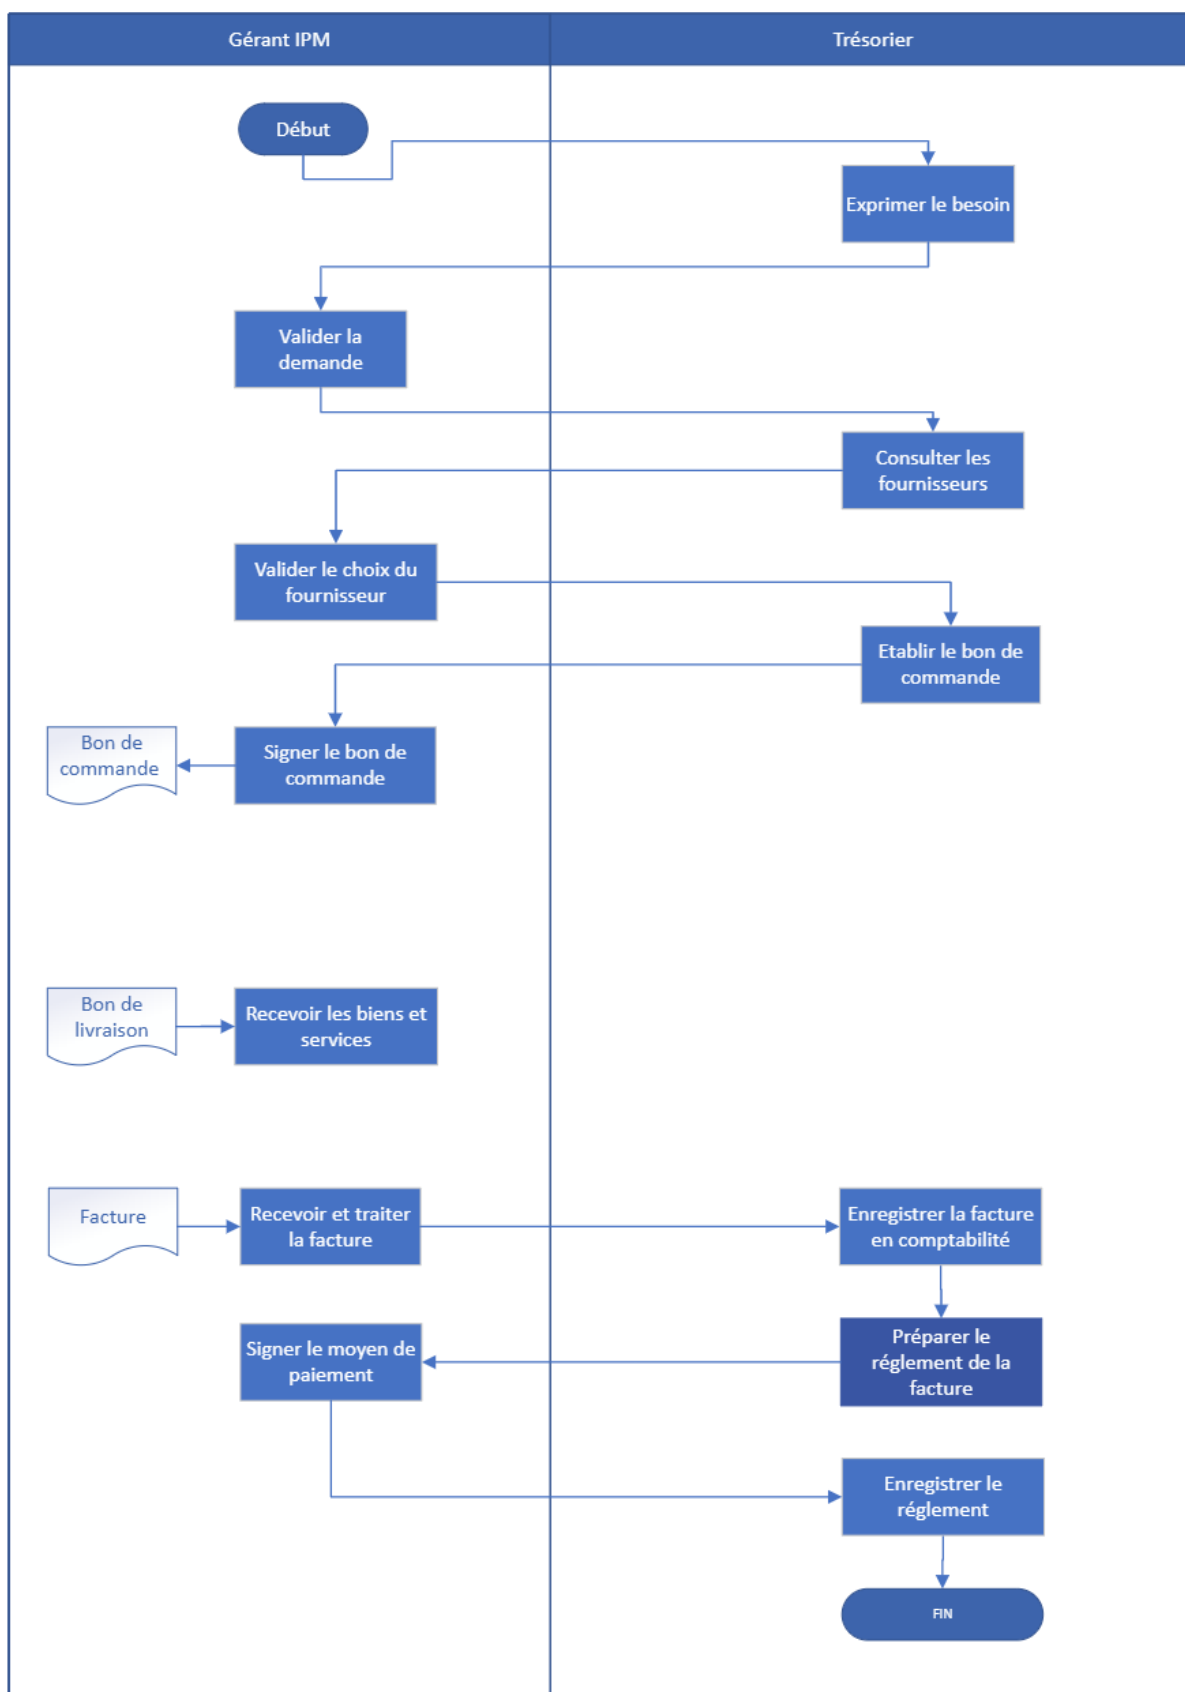 Gérant IPM
Trésorier
Début
Exprimer le besoin
Valider la
demande
Consulter les
fournisseurs
Valider le choix du
fournisseur
Etablir le bon de
commande
Bon de
commande
Signer le bon de
commande
Bon de
livraison
Recevoir les biens et
services
Facture
Recevoir et traiter
la facture
Enregistrer la facture
en comptabilité
Signer le moyen de
paiement
Préparer le
réglement de la
facture
Enregistrer le
réglement
FIN